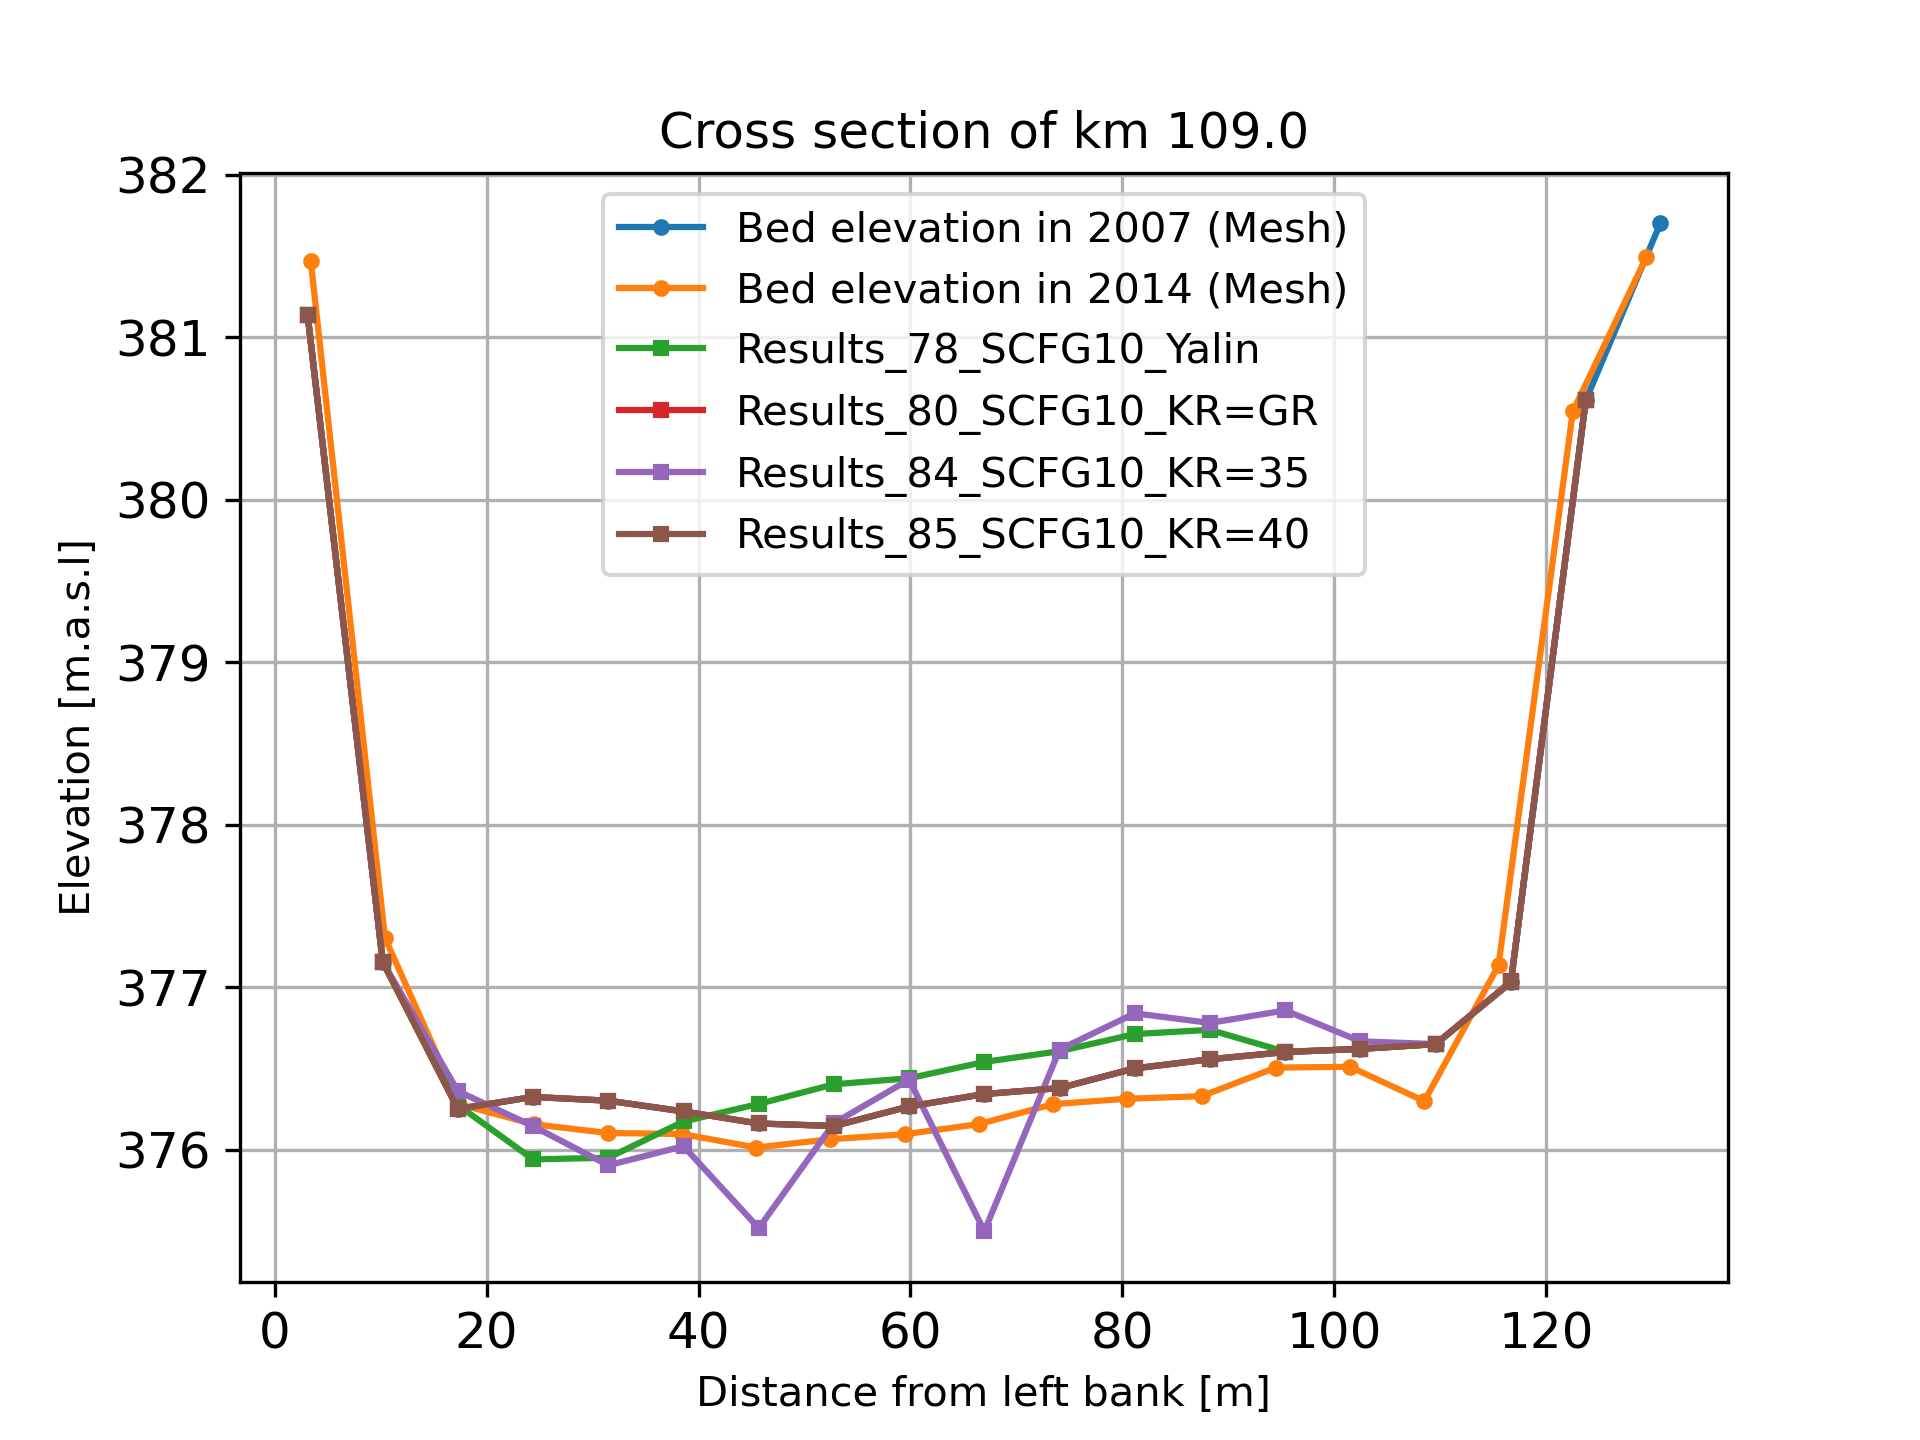 Cross section of km 109.0
382
381
380
379
378
377
376
Elevation [m.a.s.l]
Bed elevation in 2007 (Mesh)
Bed elevation in 2014 (Mesh)
Results_78_SCFG10_Yalin
Results_80_SCFG10_KR=GR
Results_84_SCFG10_KR=35
Results_85_SCFG10_KR=40
0 20 40 60 80 100 120
Distance from left bank [m]